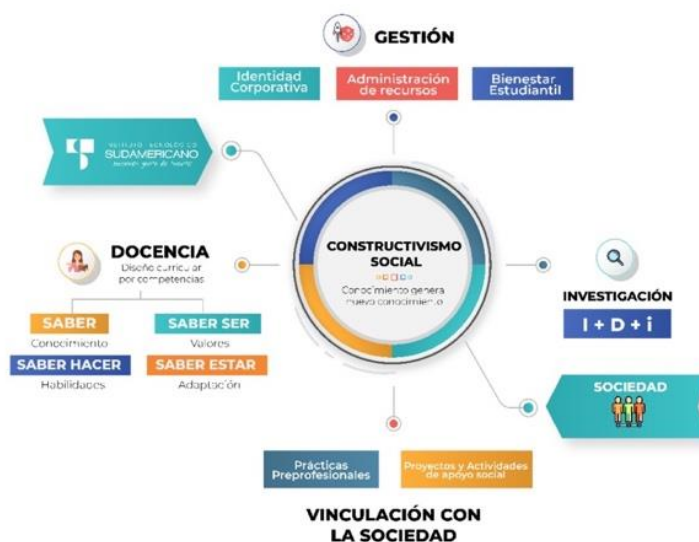 GESTIÓN
Identidad
Corporativa
Administración
de recursos
Bienestar
Estudiantil
INSTITUTO TECNOLÓGICO
SUDAMERICANO
CONSTRUCTIVISMO
SOCIAL
Conocimiento genera
nuevo conocimiento
DOCENCIA
Diseño curricular
por competencias
SABER
Conocimiento
SABER SER
Valores
SABER HACER
Habilidades
SABER ESTAR
Adaptación
INVESTIGACIÓN
I + D + i
SOCIEDAD
Prácticas
Preprofesionales
Proyectos y Actividades
de apoyo social
VINCULACIÓN CON
LA SOCIEDAD